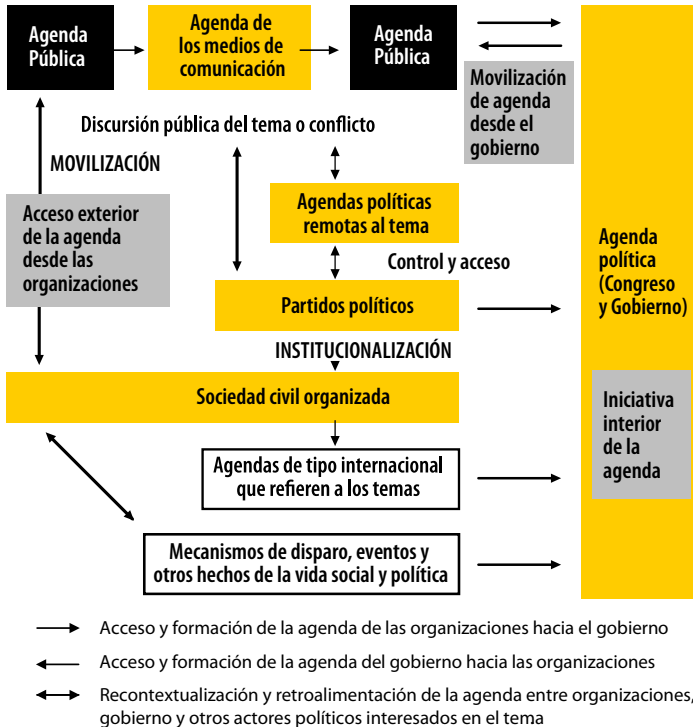 Agenda
Pública
Agenda de
los medios de
comunicación
Agenda
Pública
Movilización
de agenda
desde el
gobierno
Discursión pública del tema o conflicto
MOVILIZACIÓN
Acceso exterior
de la agenda
desde las
organizaciones
Agendas políticas
remotas al tema
Control y acceso
Partidos políticos
Agenda
política
(Congreso
y Gobierno)
INSTITUCIONALIZACIÓN
Sociedad civil organizada
Iniciativa
interior
de la
agenda
Agendas de tipo internacional
que refieren a los temas
Mecanismos de disparo, eventos y
otros hechos de la vida social y política
Acceso y formación de la agenda de las organizaciones hacia el gobierno
Acceso y formación de la agenda del gobierno hacia las organizaciones
Recontextualización y retroalimentación de la agenda entre organizaciones,
gobierno y otros actores políticos interesados en el tema